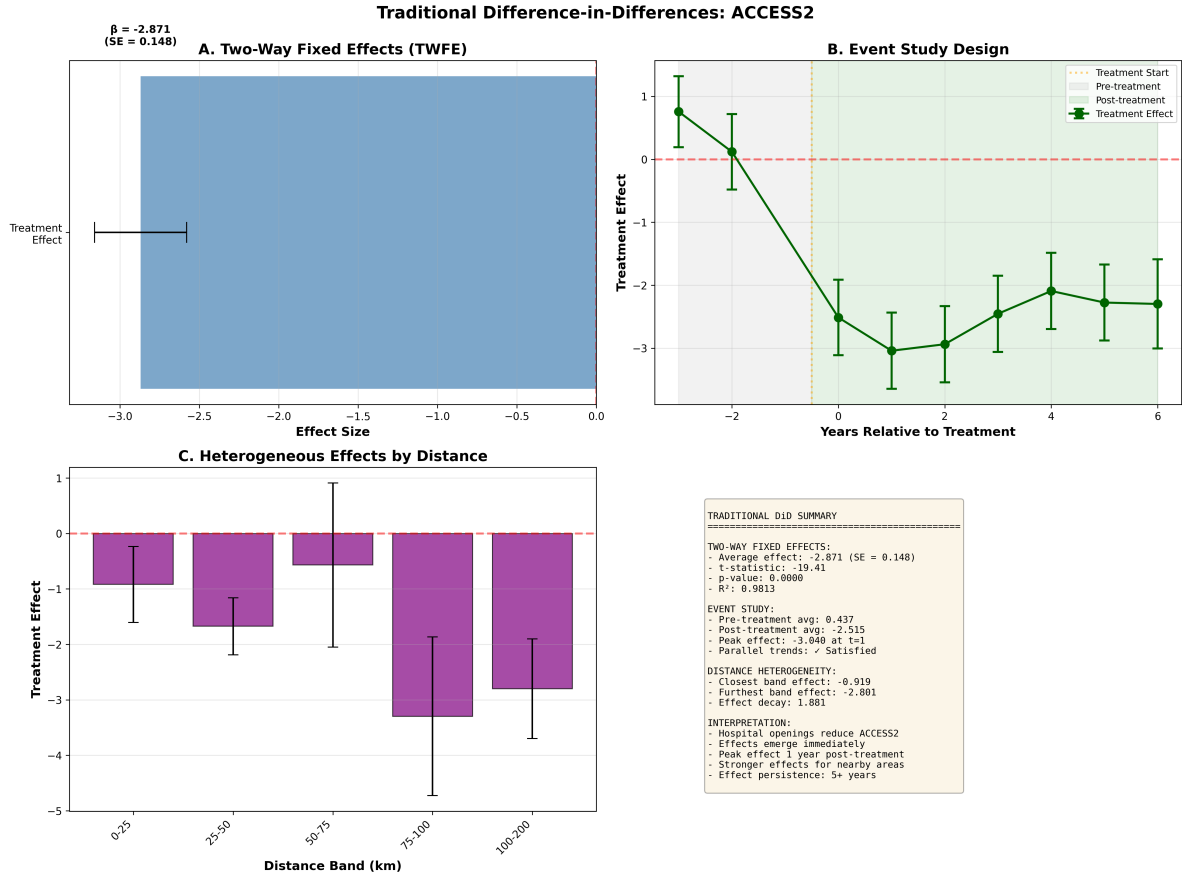 Traditional Difference-in-Differences: ACCESS2
β = -2.871
(SE = 0.148)
A. Two-Way Fixed Effects (TWFE)
Treatment
Effect
−3.0
−2.5
−2.0
−1.5
−1.0
−0.5
0.0
Effect Size
B. Event Study Design
Treatment Effect
1
0
−1
−2
−3
Treatment Start
Pre-treatment
Post-treatment
Treatment Effect
−2
0
2
4
6
Years Relative to Treatment
C. Heterogeneous Effects by Distance
Treatment Effect
1
0
−1
−2
−3
−4
−5
0-25
25-50
50-75
75-100
100-200
Distance Band (km)
TRADITIONAL DiD SUMMARY
=============================================
TWO-WAY FIXED EFFECTS:
- Average effect: -2.871 (SE = 0.148)
- t-statistic: -19.41
- p-value: 0.0000
- R²: 0.9813
EVENT STUDY:
- Pre-treatment avg: 0.437
- Post-treatment avg: -2.515
- Peak effect: -3.040 at t=1
- Parallel trends: ✓ Satisfied
DISTANCE HETEROGENEITY:
- Closest band effect: -0.919
- Furthest band effect: -2.801
- Effect decay: 1.881
INTERPRETATION:
- Hospital openings reduce ACCESS2
- Effects emerge immediately
- Peak effect 1 year post-treatment
- Stronger effects for nearby areas
- Effect persistence: 5+ years